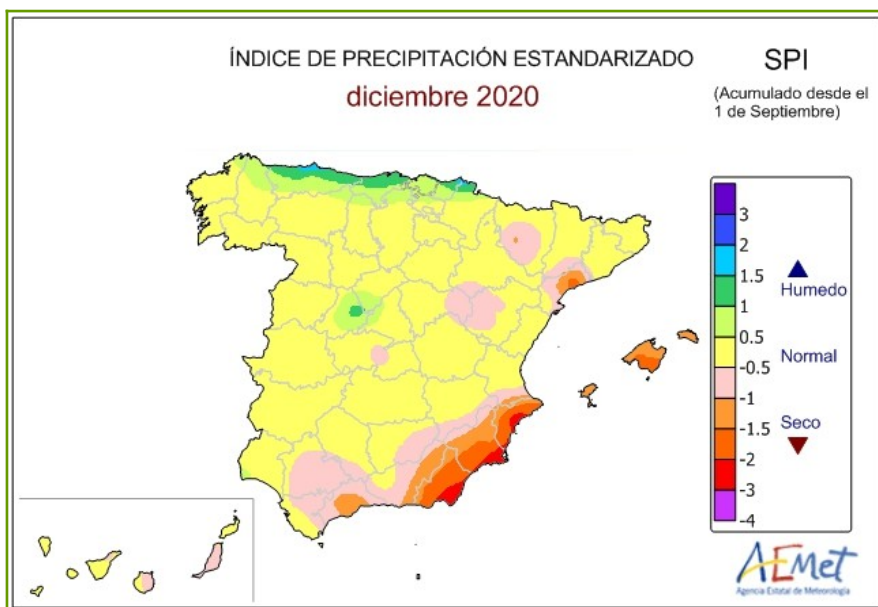 ÍNDICE DE PRECIPITACIÓN ESTANDARIZADO
diciembre 2020
SPI
(Acumulado desde el
1 de Septiembre)
3
2
1.5
1
0.5
-0.5
-1
-1.5
-2
-3
-4
Humedo
Normal
Seco
AEMet
Agencia Estatal de Meteorología